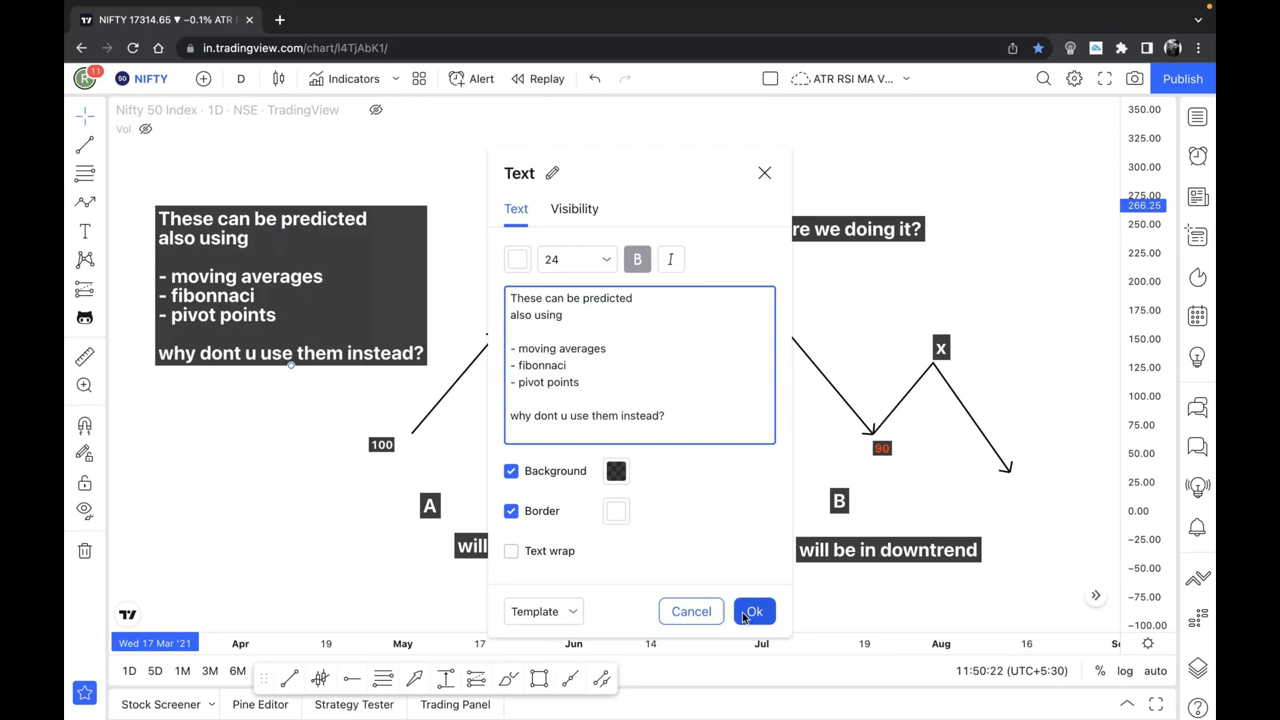 NIFTY 17314.65 ▼ −0.1% ATR R
in.tradingview.com/chart/I4TjAbK1/
11
50 NIFTY
D
Indicators
Alert
Replay
ATR RSI MA V...
Publish
Nifty 50 Index · 1D · NSE · TradingView
Vol
These can be predicted
also using
- moving averages
- fibonnaci
- pivot points
why dont u use them instead?
100
A
will
Text
Text
Visibility
24
B
I
These can be predicted
also using
- moving averages
- fibonnaci
- pivot points
why dont u use them instead?
Background
Border
Text wrap
Template
Cancel
Ok
re we doing it?
x
90
B
will be in downtrend
350.00
325.00
300.00
275.00
266.25
250.00
225.00
200.00
175.00
150.00
125.00
100.00
75.00
50.00
25.00
0.00
−25.00
−50.00
−75.00
−100.00
Wed 17 Mar '21
Apr
19
May
17
Jun
14
Jul
19
Aug
16
1D
5D
1M
3M
6M
11:50:22 (UTC+5:30)
%
log
auto
Stock Screener
Pine Editor
Strategy Tester
Trading Panel